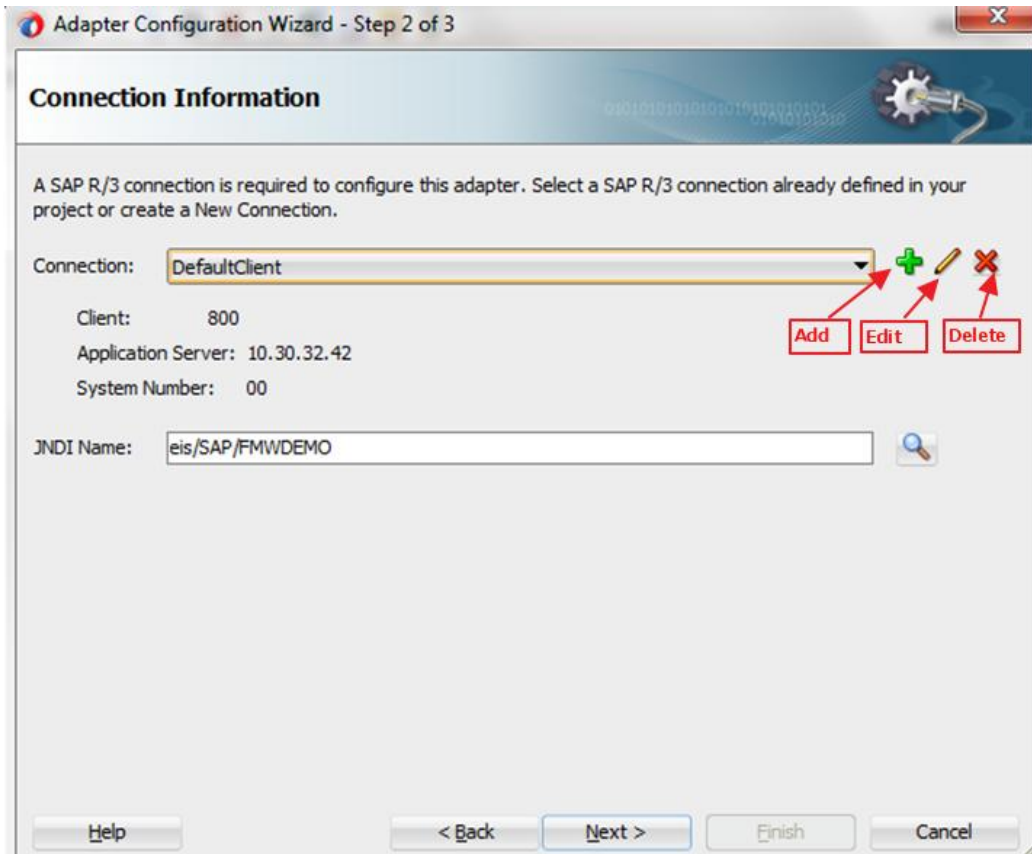 Adapter Configuration Wizard - Step 2 of 3
Connection Information
A SAP R/3 connection is required to configure this adapter. Select a SAP R/3 connection already defined in your
project or create a New Connection.
Connection: DefaultClient
Add Edit Delete
Client: 800
Application Server: 10.30.32.42
System Number: 00
JNDI Name: eis/SAP/FMWDEMO
Help < Back Next > Finish Cancel